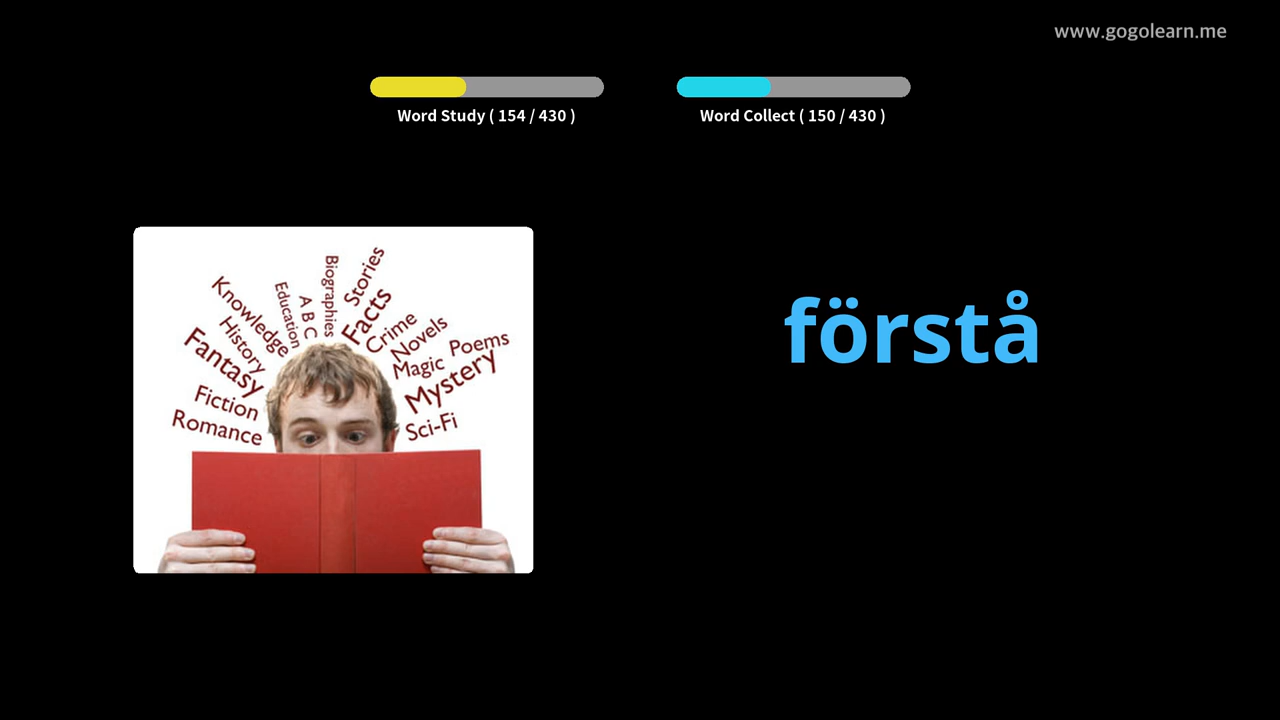 www.gogolearn.me
Word Study ( 154 / 430 )
Word Collect ( 150 / 430 )
Knowledge
History
Fantasy
Fiction
Romance
Education
A B C
Biographies
Stories
Facts
Crime
Novels
Magic
Poems
Mystery
Sci-Fi
förstå